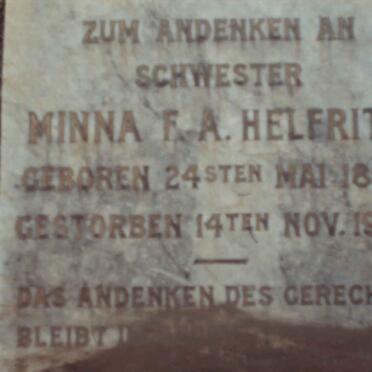 ZUM ANDENKEN AN
SCHWESTER
MINNA F. A. HELFRIT
GEBOREN 24STEN MAI 18
GESTORBEN 14TEN NOV. 19
DAS ANDENKEN DES GERECH
BLEIBT